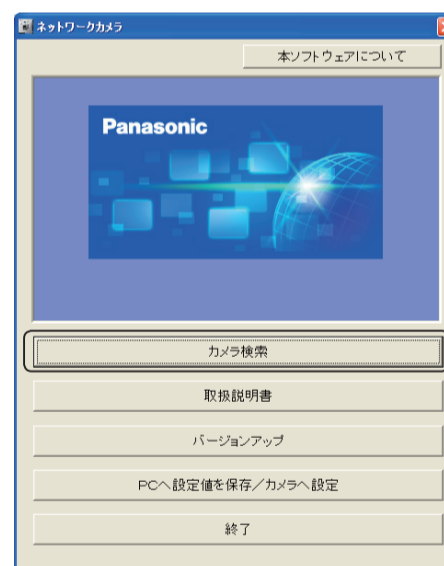 ネットワークカメラ
本ソフトウェアについて
Panasonic
カメラ検索
取扱説明書
バージョンアップ
PCへ設定値を保存／カメラへ設定
終了